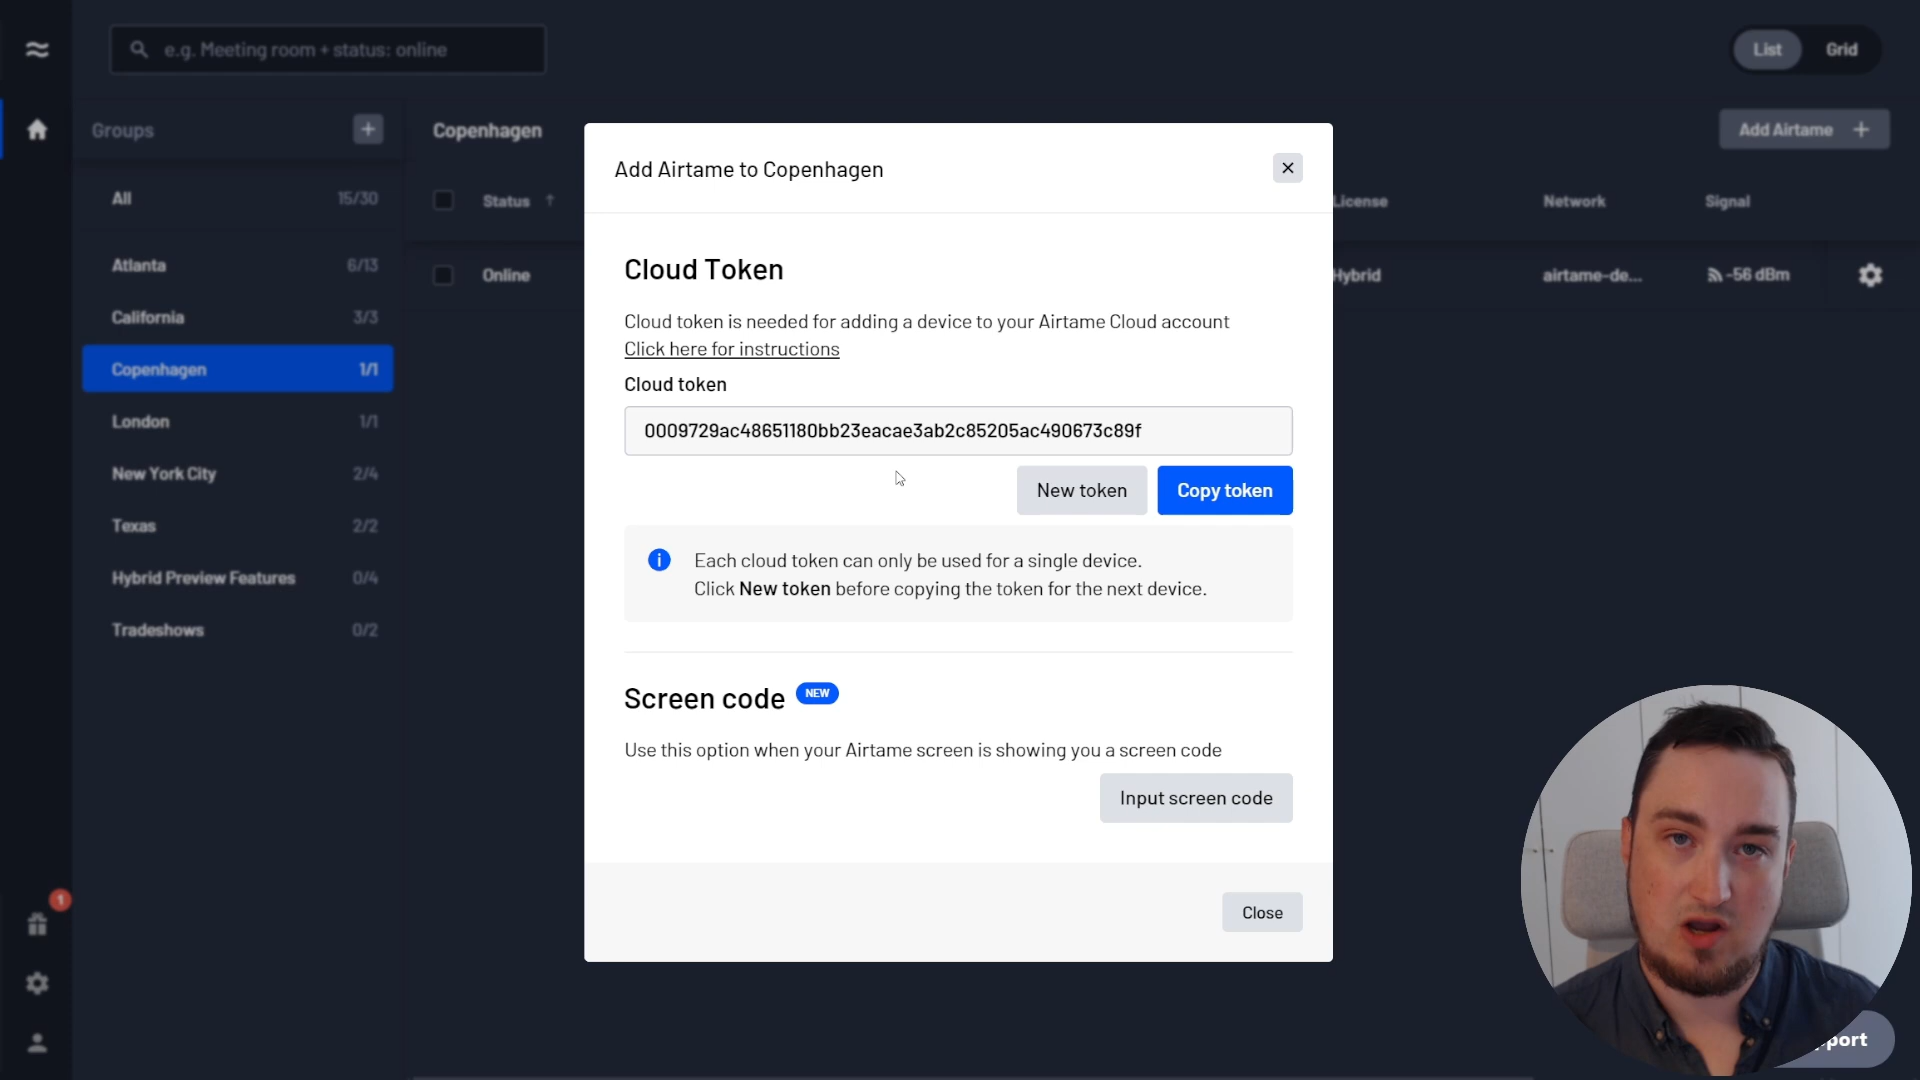 e.g. Meeting room + status: online
List
Grid
Groups
Copenhagen
Add Airtame
All 15/30
Atlanta 6/13
California 3/3
Copenhagen 1/1
London 1/1
New York City 2/4
Texas 2/2
Hybrid Preview Features 0/4
Tradeshows 0/2
1
Status
License
Network
Signal
Online
Hybrid
airtame-de...
-56 dBm
Add Airtame to Copenhagen
Cloud Token
Cloud token is needed for adding a device to your Airtame Cloud account
Click here for instructions
Cloud token
0009729ac48651180bb23eacae3ab2c85205ac490673c89f
New token
Copy token
Each cloud token can only be used for a single device.
Click New token before copying the token for the next device.
Screen code NEW
Use this option when your Airtame screen is showing you a screen code
Input screen code
Close